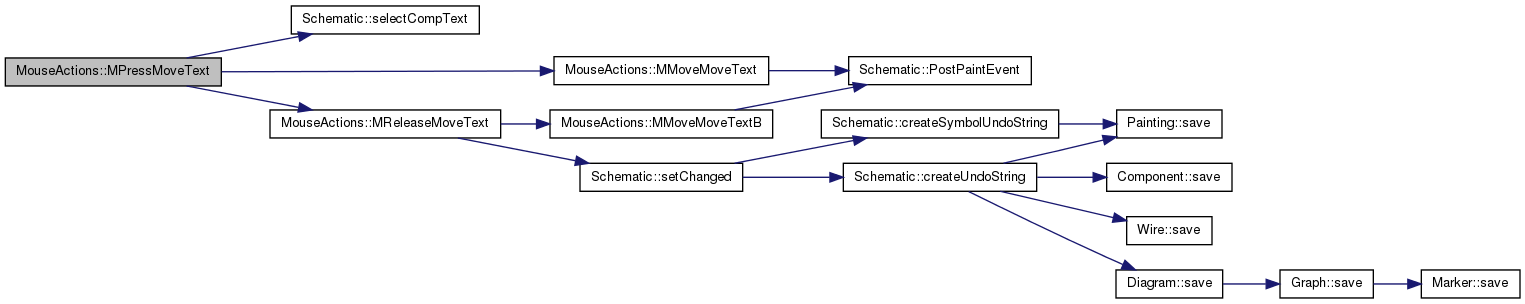 Schematic::selectCompText
MouseActions::MPressMoveText
MouseActions::MMoveMoveText
Schematic::PostPaintEvent
MouseActions::MReleaseMoveText
MouseActions::MMoveMoveTextB
Schematic::createSymbolUndoString
Painting::save
Schematic::setChanged
Schematic::createUndoString
Component::save
Wire::save
Diagram::save
Graph::save
Marker::save